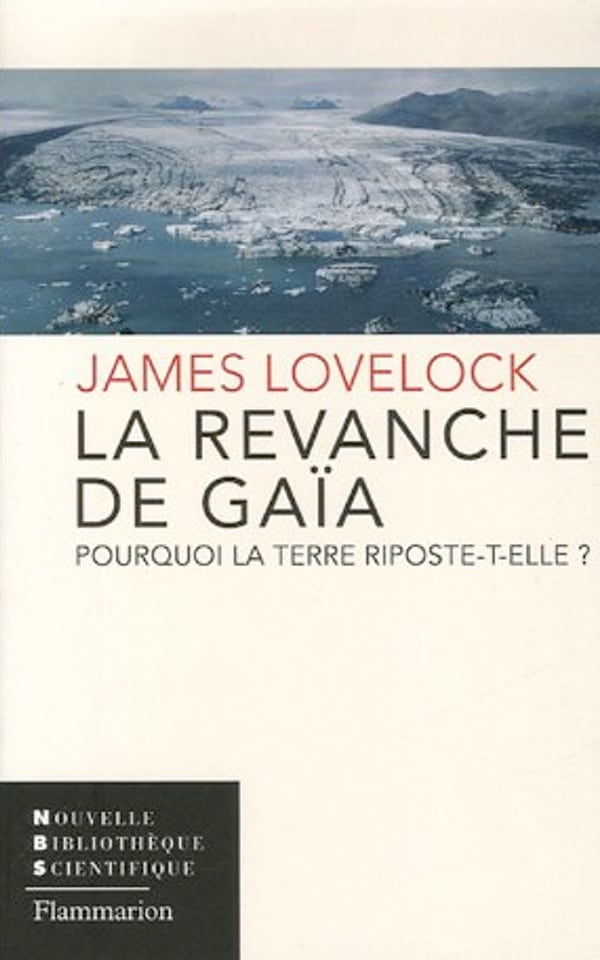 JAMES LOVELOCK
LA REVANCHE
DE GAÏA
POURQUOI LA TERRE RIPOSTE-T-ELLE ?
NOUVELLE
BIBLIOTHÈQUE
SCIENTIFIQUE
Flammarion